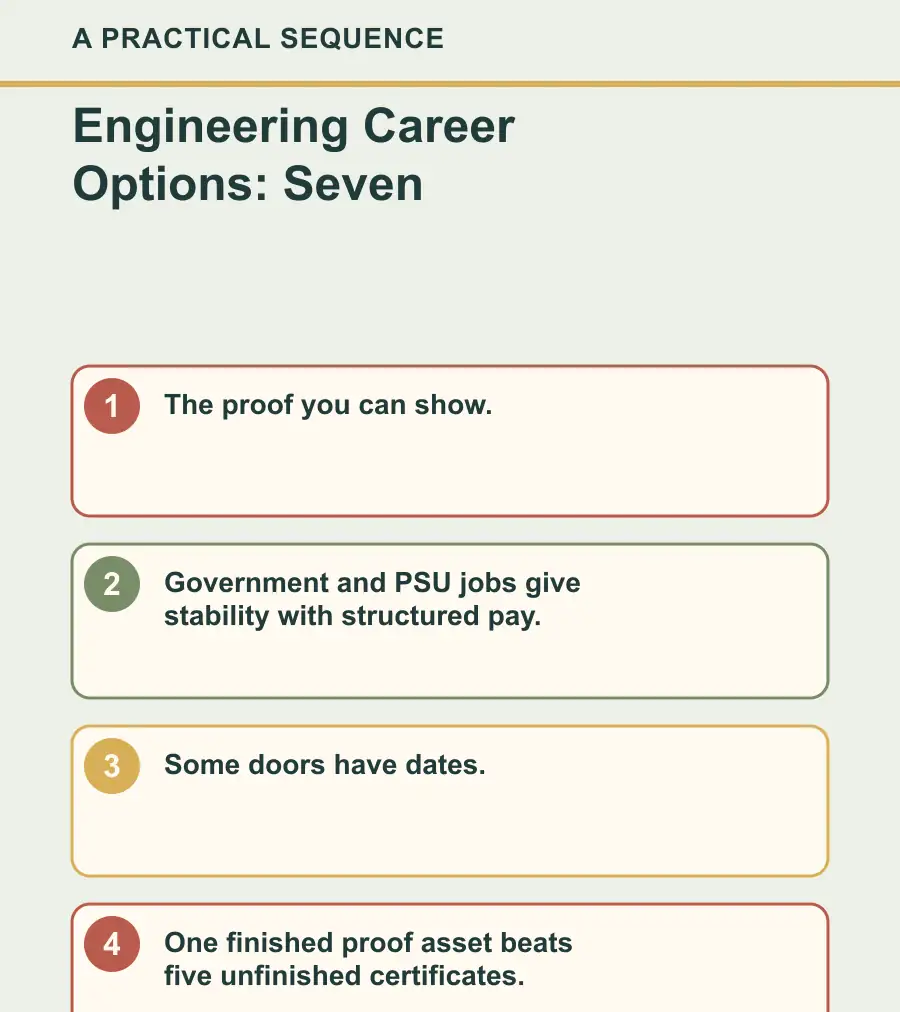 A PRACTICAL SEQUENCE
Engineering Career
Options: Seven
1
The proof you can show.
2
Government and PSU jobs give
stability with structured pay.
3
Some doors have dates.
4
One finished proof asset beats
five unfinished certificates.